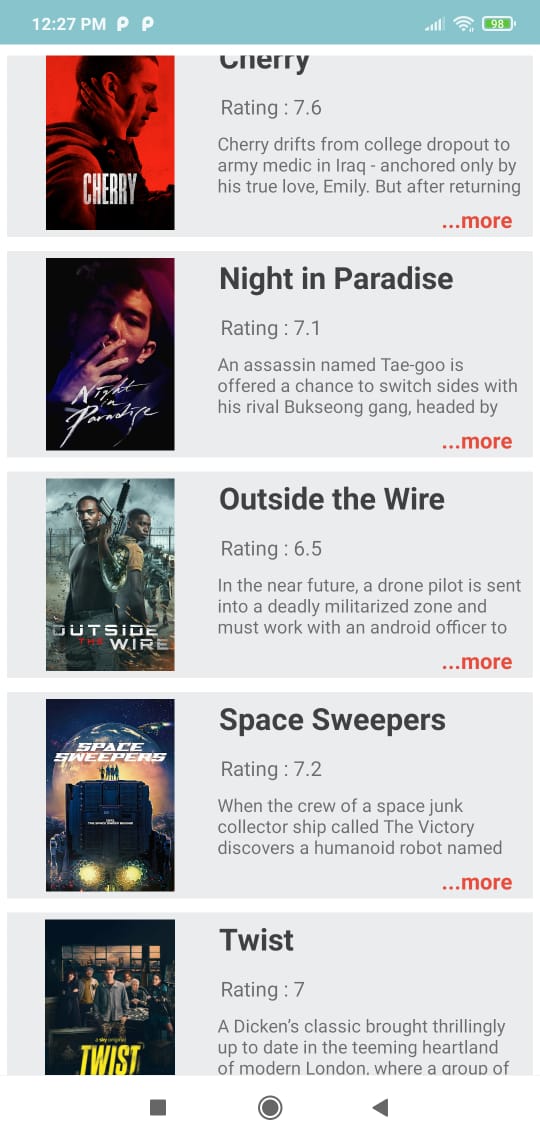 12:27 PM
98
Cherry
Rating : 7.6
Cherry drifts from college dropout to
army medic in Iraq - anchored only by
his true love, Emily. But after returning
...more
CHERRY
Night in Paradise
Rating : 7.1
An assassin named Tae-goo is
offered a chance to switch sides with
his rival Bukseong gang, headed by
...more
Night
in
Paradise
Outside the Wire
Rating : 6.5
In the near future, a drone pilot is sent
into a deadly militarized zone and
must work with an android officer to
...more
OUTSIDE
THE WIRE
Space Sweepers
Rating : 7.2
When the crew of a space junk
collector ship called The Victory
discovers a humanoid robot named
...more
SPACE
SWEEPERS
Twist
Rating : 7
A Dicken’s classic brought thrillingly
up to date in the teeming heartland
of modern London, where a group of
a sky original
TWIST